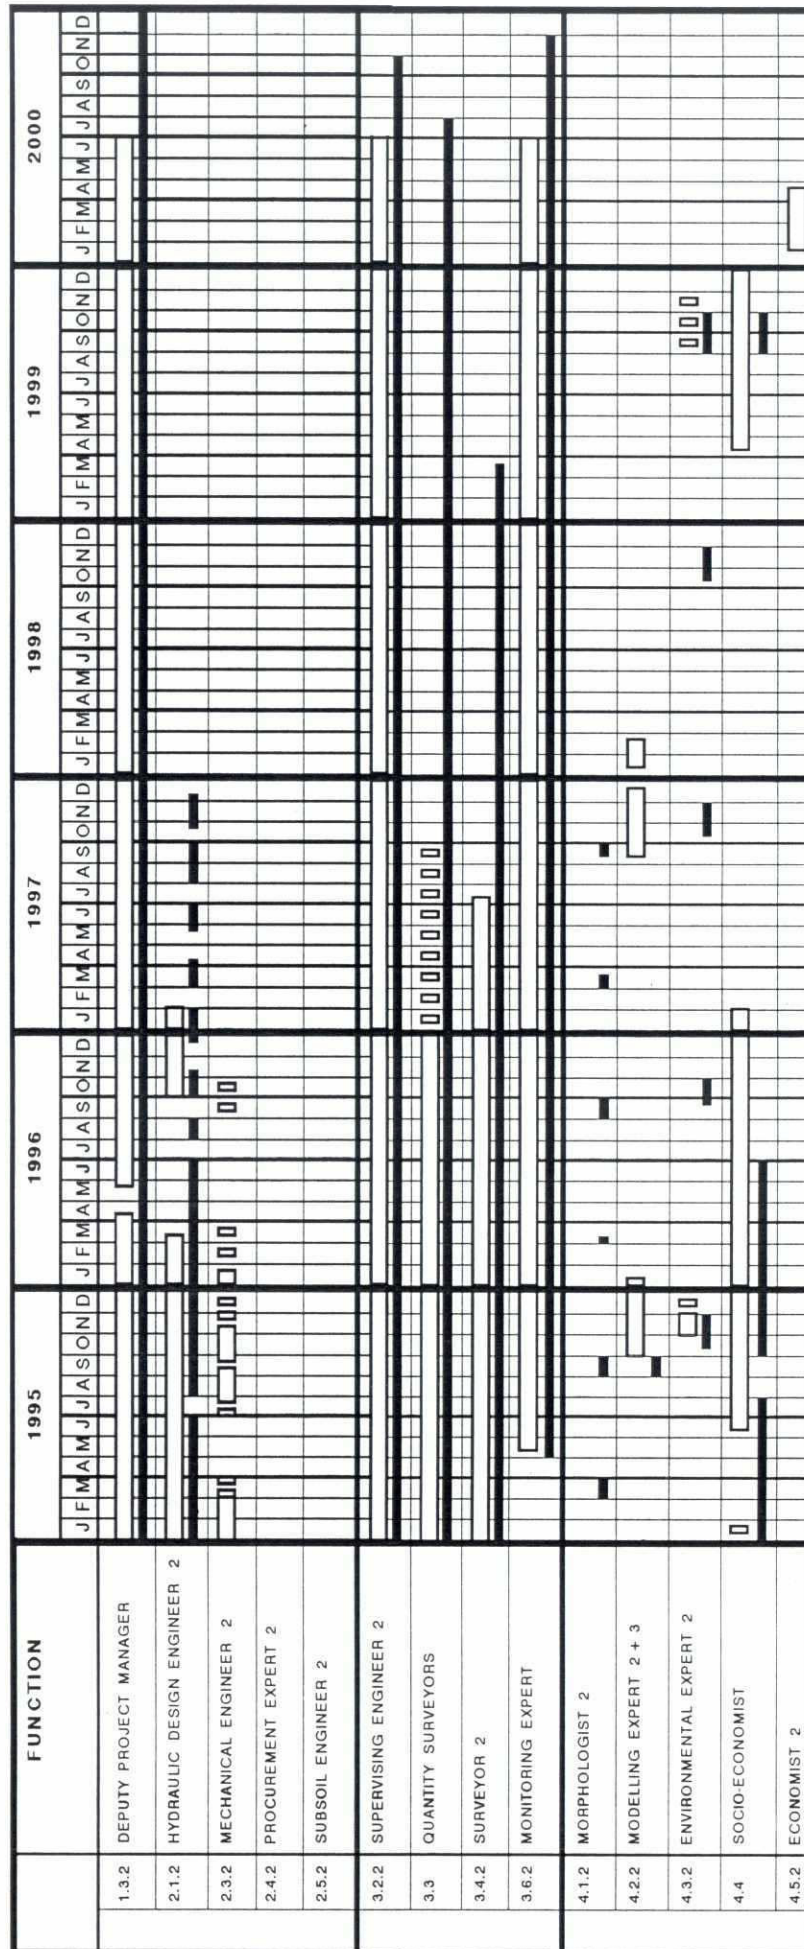 FUNCTION
1995 1996 1997 1998 1999 2000
J F M A M J J A S O N D J F M A M J J A S O N D J F M A M J J A S O N D J F M A M J J A S O N D J F M A M J J A S O N D J F M A M J J A S O N D
1.3.2 DEPUTY PROJECT MANAGER
2.1.2 HYDRAULIC DESIGN ENGINEER 2
2.3.2 MECHANICAL ENGINEER 2
2.4.2 PROCUREMENT EXPERT 2
2.5.2 SUBSOIL ENGINEER 2
3.2.2 SUPERVISING ENGINEER 2
3.3 QUANTITY SURVEYORS
3.4.2 SURVEYOR 2
3.6.2 MONITORING EXPERT
4.1.2 MORPHOLOGIST 2
4.2.2 MODELLING EXPERT 2 + 3
4.3.2 ENVIRONMENTAL EXPERT 2
4.4 SOCIO-ECONOMIST
4.5.2 ECONOMIST 2